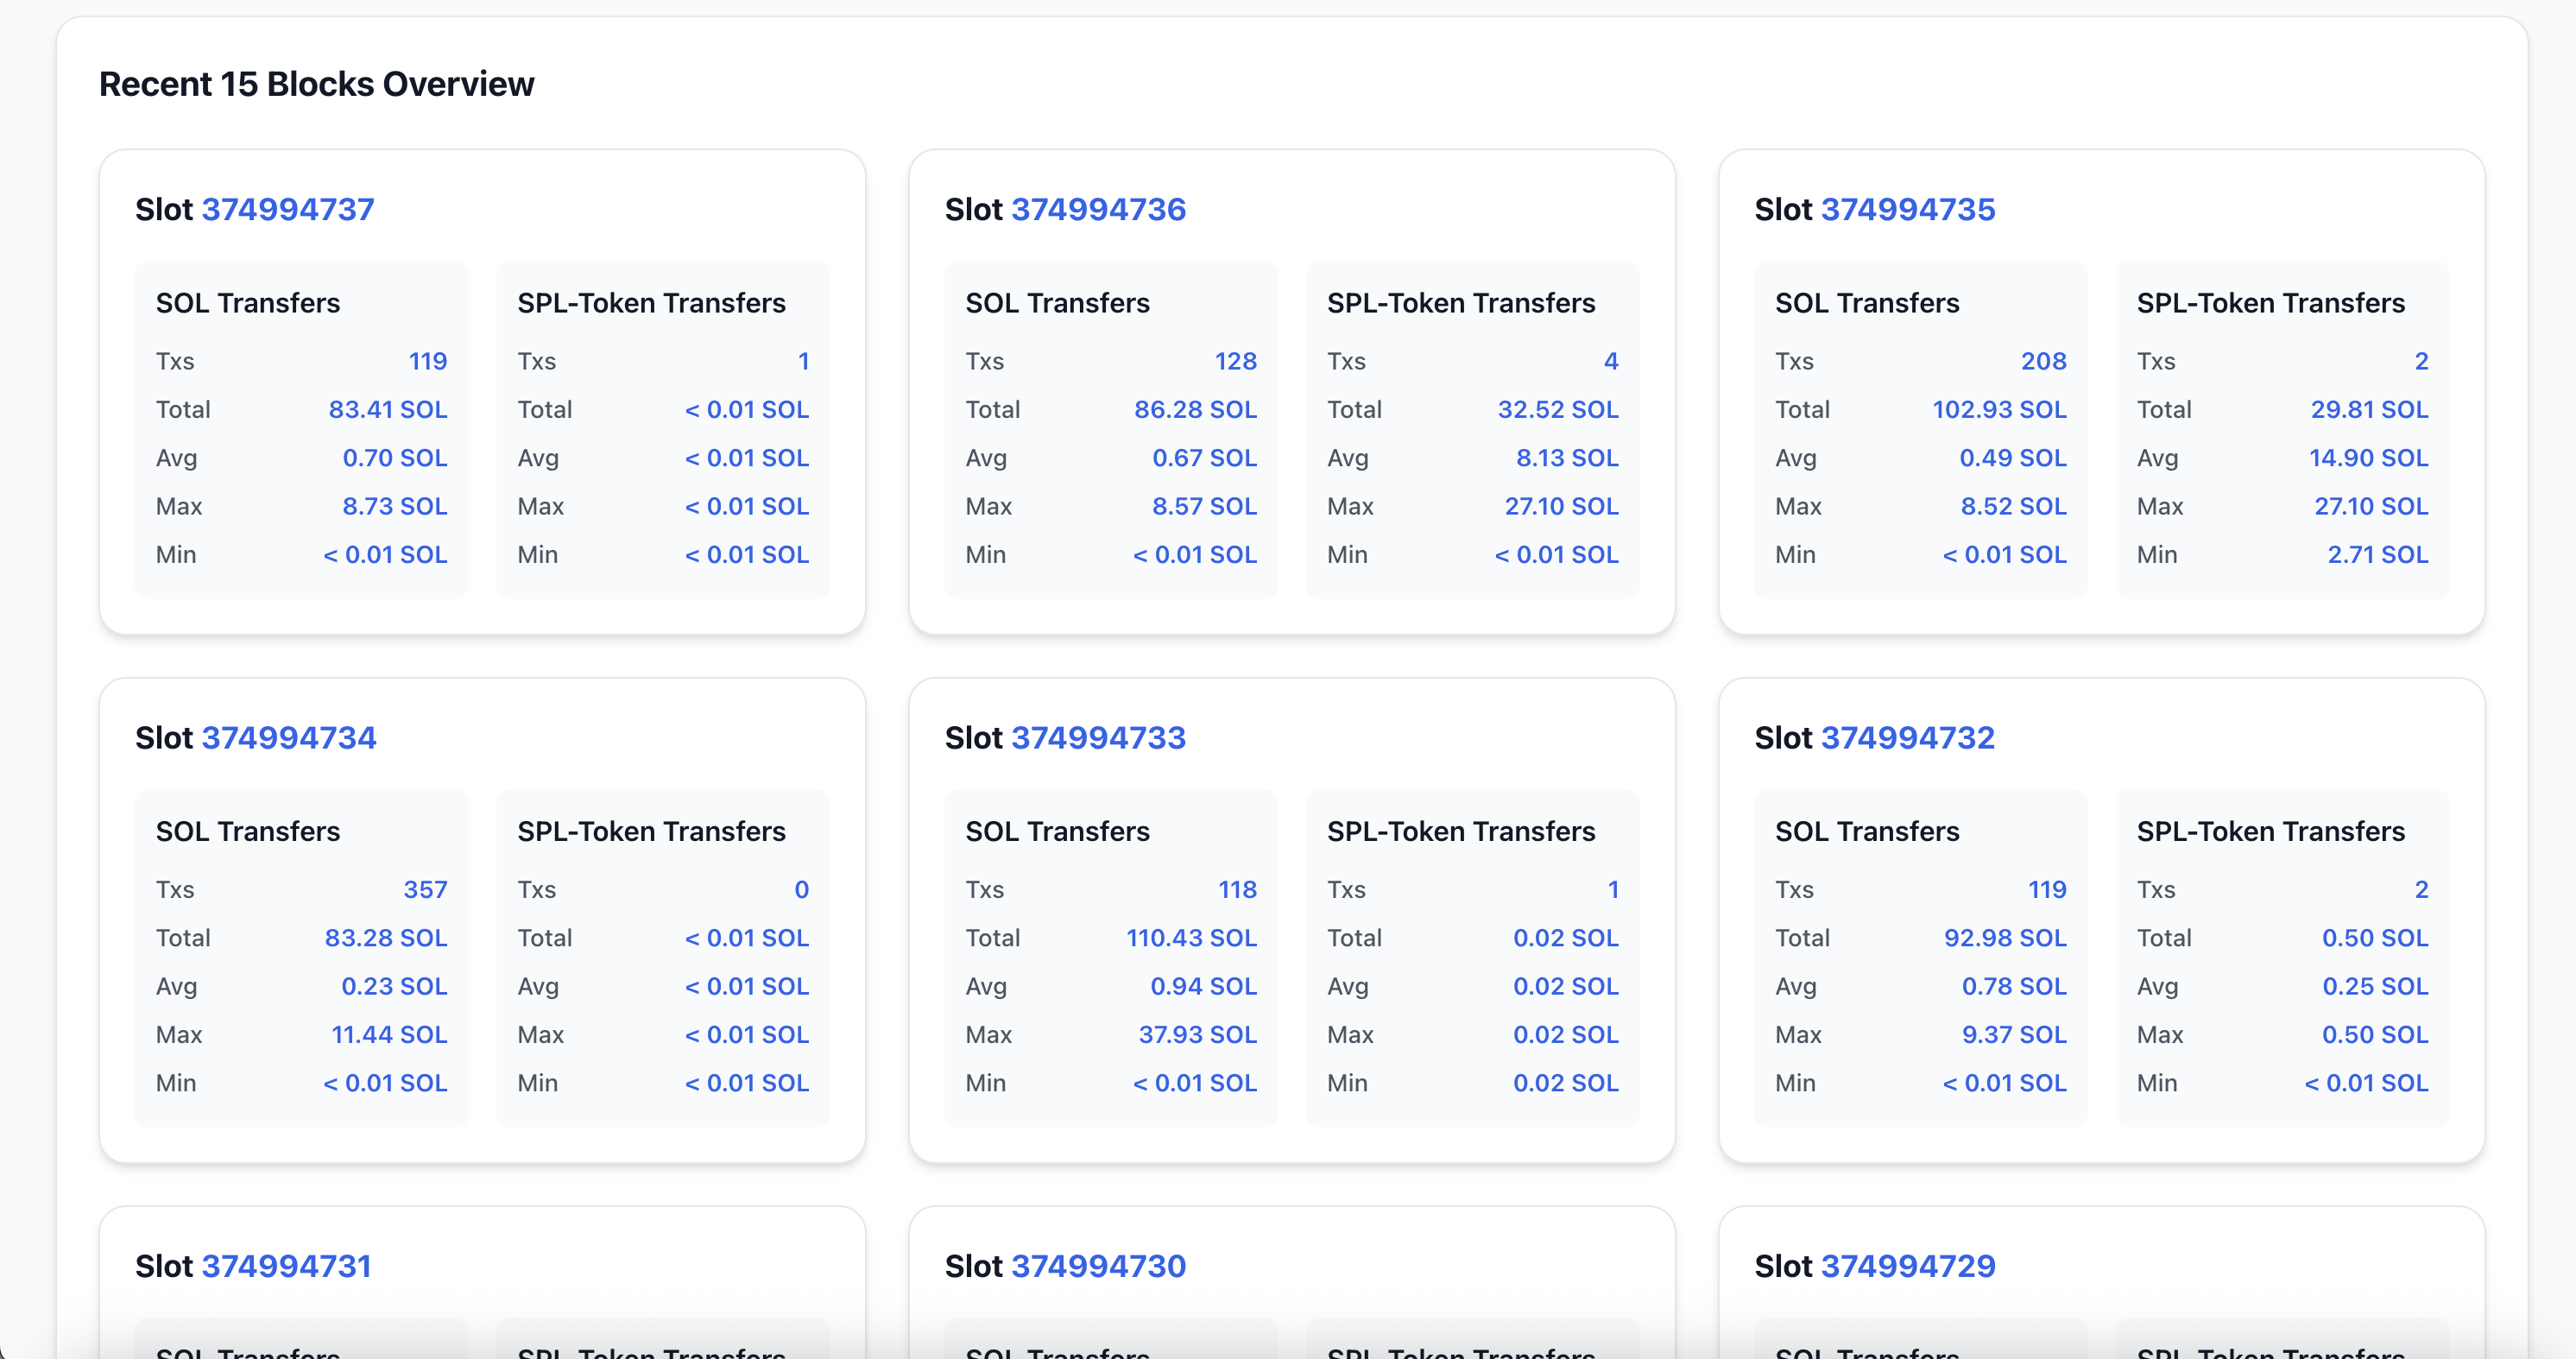 Recent 15 Blocks Overview
Slot 374994737
SOL Transfers
Txs 119
Total 83.41 SOL
Avg 0.70 SOL
Max 8.73 SOL
Min < 0.01 SOL
SPL-Token Transfers
Txs 1
Total < 0.01 SOL
Avg < 0.01 SOL
Max < 0.01 SOL
Min < 0.01 SOL
Slot 374994736
SOL Transfers
Txs 128
Total 86.28 SOL
Avg 0.67 SOL
Max 8.57 SOL
Min < 0.01 SOL
SPL-Token Transfers
Txs 4
Total 32.52 SOL
Avg 8.13 SOL
Max 27.10 SOL
Min < 0.01 SOL
Slot 374994735
SOL Transfers
Txs 208
Total 102.93 SOL
Avg 0.49 SOL
Max 8.52 SOL
Min < 0.01 SOL
SPL-Token Transfers
Txs 2
Total 29.81 SOL
Avg 14.90 SOL
Max 27.10 SOL
Min 2.71 SOL
Slot 374994734
SOL Transfers
Txs 357
Total 83.28 SOL
Avg 0.23 SOL
Max 11.44 SOL
Min < 0.01 SOL
SPL-Token Transfers
Txs 0
Total < 0.01 SOL
Avg < 0.01 SOL
Max < 0.01 SOL
Min < 0.01 SOL
Slot 374994733
SOL Transfers
Txs 118
Total 110.43 SOL
Avg 0.94 SOL
Max 37.93 SOL
Min < 0.01 SOL
SPL-Token Transfers
Txs 1
Total 0.02 SOL
Avg 0.02 SOL
Max 0.02 SOL
Min 0.02 SOL
Slot 374994732
SOL Transfers
Txs 119
Total 92.98 SOL
Avg 0.78 SOL
Max 9.37 SOL
Min < 0.01 SOL
SPL-Token Transfers
Txs 2
Total 0.50 SOL
Avg 0.25 SOL
Max 0.50 SOL
Min < 0.01 SOL
Slot 374994731
SOL Transfers
SPL-Token Transfers
Slot 374994730
SOL Transfers
SPL-Token Transfers
Slot 374994729
SOL Transfers
SPL-Token Transfers